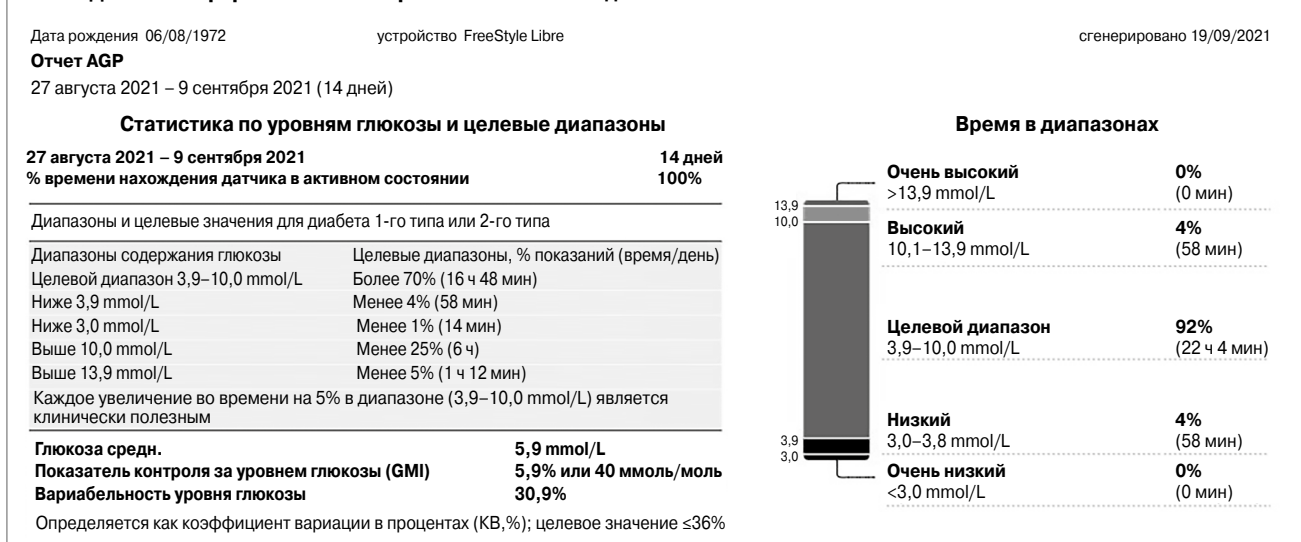 Дата рождения 06/08/1972 устройство FreeStyle Libre сгенерировано 19/09/2021
Отчет AGP
27 августа 2021 – 9 сентября 2021 (14 дней)
Статистика по уровням глюкозы и целевые диапазоны
27 августа 2021 – 9 сентября 2021 14 дней
% времени нахождения датчика в активном состоянии 100%
Диапазоны и целевые значения для диабета 1-го типа или 2-го типа
Диапазоны содержания глюкозы Целевые диапазоны, % показаний (время/день)
Целевой диапазон 3,9–10,0 mmol/L Более 70% (16 ч 48 мин)
Ниже 3,9 mmol/L Менее 4% (58 мин)
Ниже 3,0 mmol/L Менее 1% (14 мин)
Выше 10,0 mmol/L Менее 25% (6 ч)
Выше 13,9 mmol/L Менее 5% (1 ч 12 мин)
Каждое увеличение во времени на 5% в диапазоне (3,9–10,0 mmol/L) является
клинически полезным
Глюкоза средн. 5,9 mmol/L
Показатель контроля за уровнем глюкозы (GMI) 5,9% или 40 ммоль/моль
Вариабельность уровня глюкозы 30,9%
Определяется как коэффициент вариации в процентах (КВ,%); целевое значение ≤36%
Время в диапазонах
Очень высокий 0%
>13,9 mmol/L (0 мин)
13,9
10,0
Высокий 4%
10,1–13,9 mmol/L (58 мин)
Целевой диапазон 92%
3,9–10,0 mmol/L (22 ч 4 мин)
Низкий 4%
3,0–3,8 mmol/L (58 мин)
3,9
3,0
Очень низкий 0%
<3,0 mmol/L (0 мин)